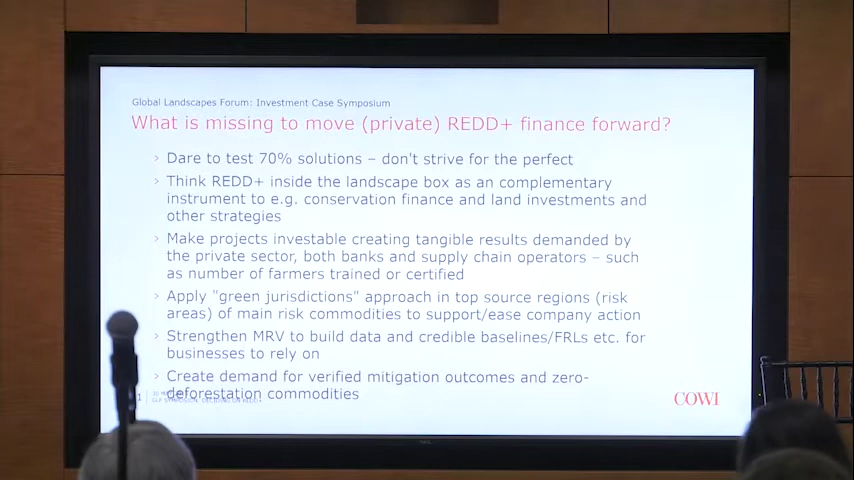 Global Landscapes Forum: Investment Case Symposium
What is missing to move (private) REDD+ finance forward?
› Dare to test 70% solutions – don't strive for the perfect
› Think REDD+ inside the landscape box as an complementary
instrument to e.g. conservation finance and land investments and
other strategies
› Make projects investable creating tangible results demanded by
the private sector, both banks and supply chain operators – such
as number of farmers trained or certified
› Apply "green jurisdictions" approach in top source regions (risk
areas) of main risk commodities to support/ease company action
› Strengthen MRV to build data and credible baselines/FRLs etc. for
businesses to rely on
› Create demand for verified mitigation outcomes and zero-
deforestation commodities
COWI